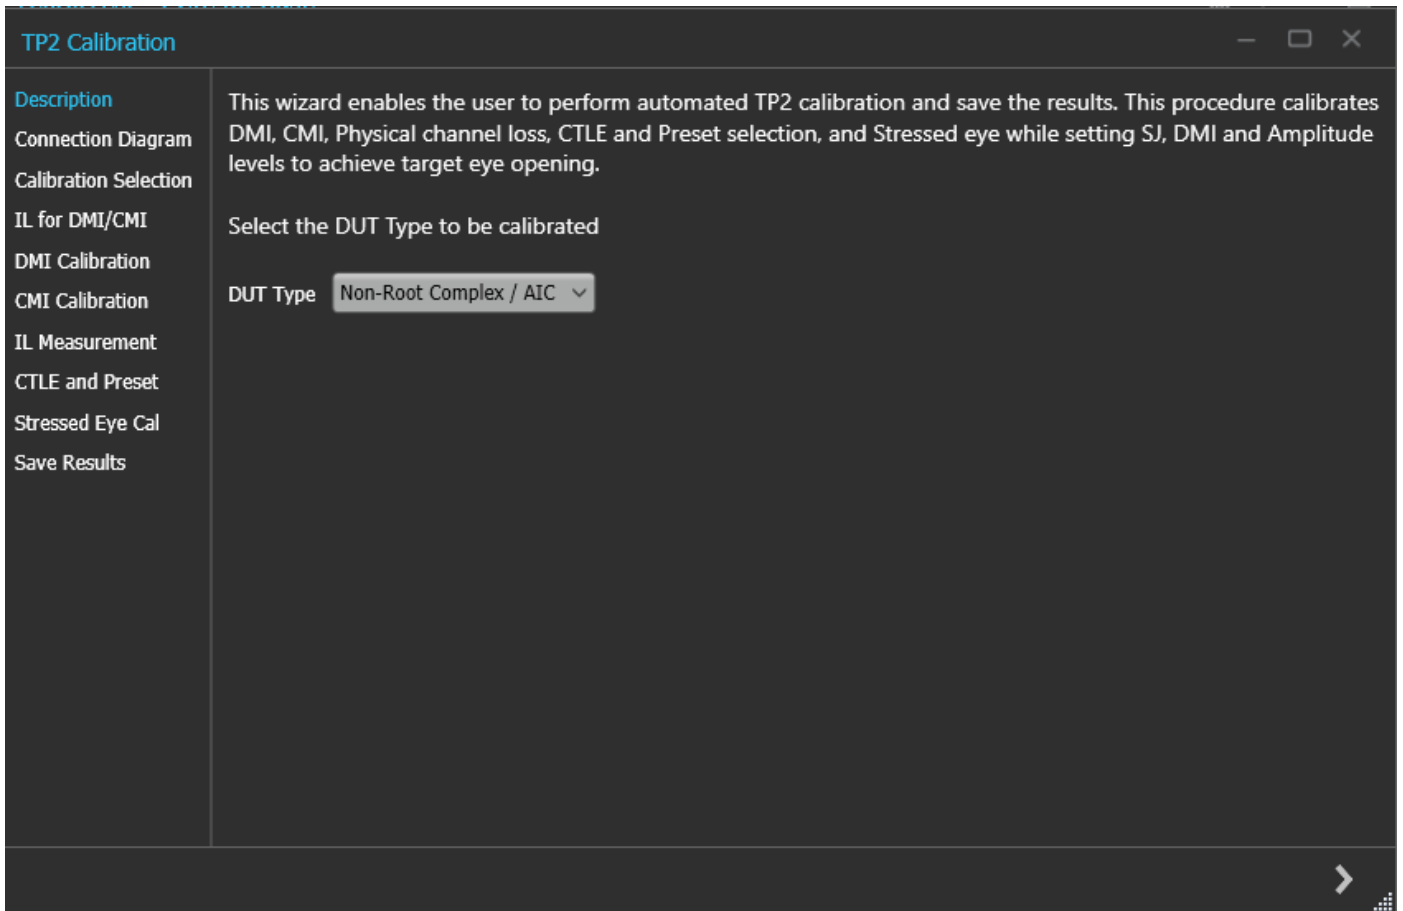 TP2 Calibration
Description
Connection Diagram
Calibration Selection
IL for DMI/CMI
DMI Calibration
CMI Calibration
IL Measurement
CTLE and Preset
Stressed Eye Cal
Save Results
This wizard enables the user to perform automated TP2 calibration and save the results. This procedure calibrates
DMI, CMI, Physical channel loss, CTLE and Preset selection, and Stressed eye while setting SJ, DMI and Amplitude
levels to achieve target eye opening.
Select the DUT Type to be calibrated
DUT Type Non-Root Complex / AIC